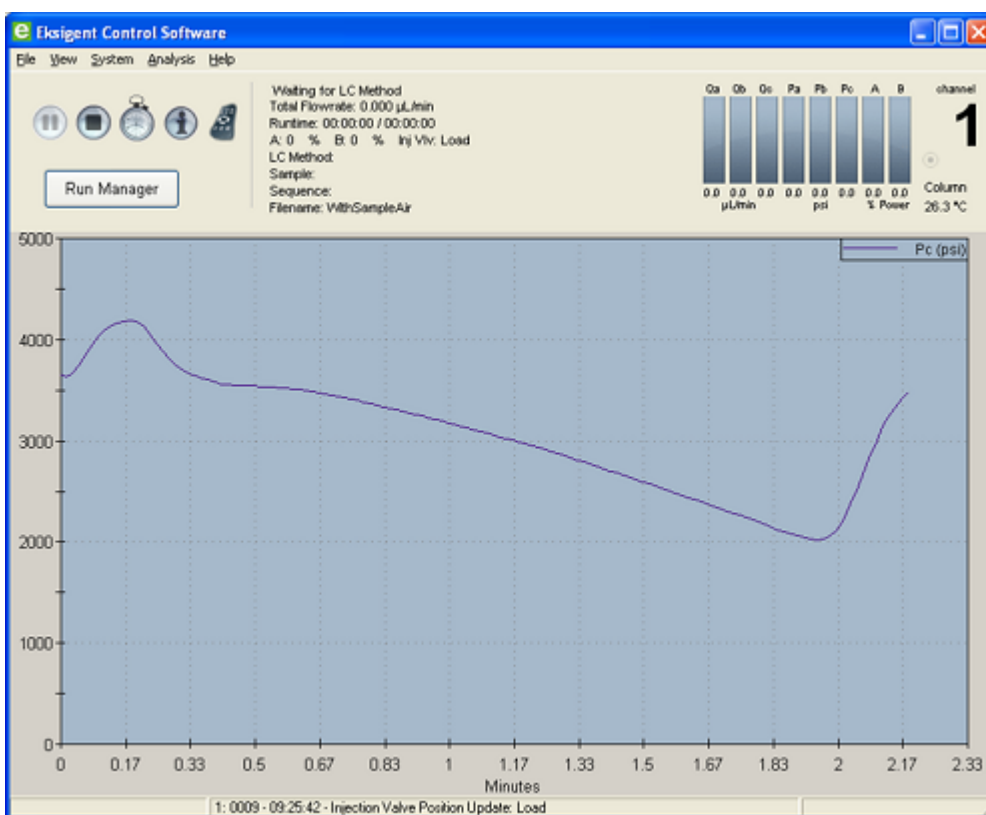 Eksigent Control Software
File View System Analysis Help
Waiting for LC Method
Total Flowrate: 0.000 µL/min
Runtime: 00:00:00 / 00:00:00
A: 0 % B: 0 % Inj Vlv: Load
LC Method:
Sample:
Sequence:
Filename: WithSampleAir
Run Manager
Qa Qb Qc Pa Pb Pc A B
0.0 0.0 0.0 0.0 0.0 0.0 0.0 0.0
µL/min psi % Power
channel
1
Column
26.3 °C
Pc (psi)
5000
4000
3000
2000
1000
0
0 0.17 0.33 0.5 0.67 0.83 1 1.17 1.33 1.5 1.67 1.83 2 2.17 2.33
Minutes
1: 0009 - 09:25:42 - Injection Valve Position Update: Load